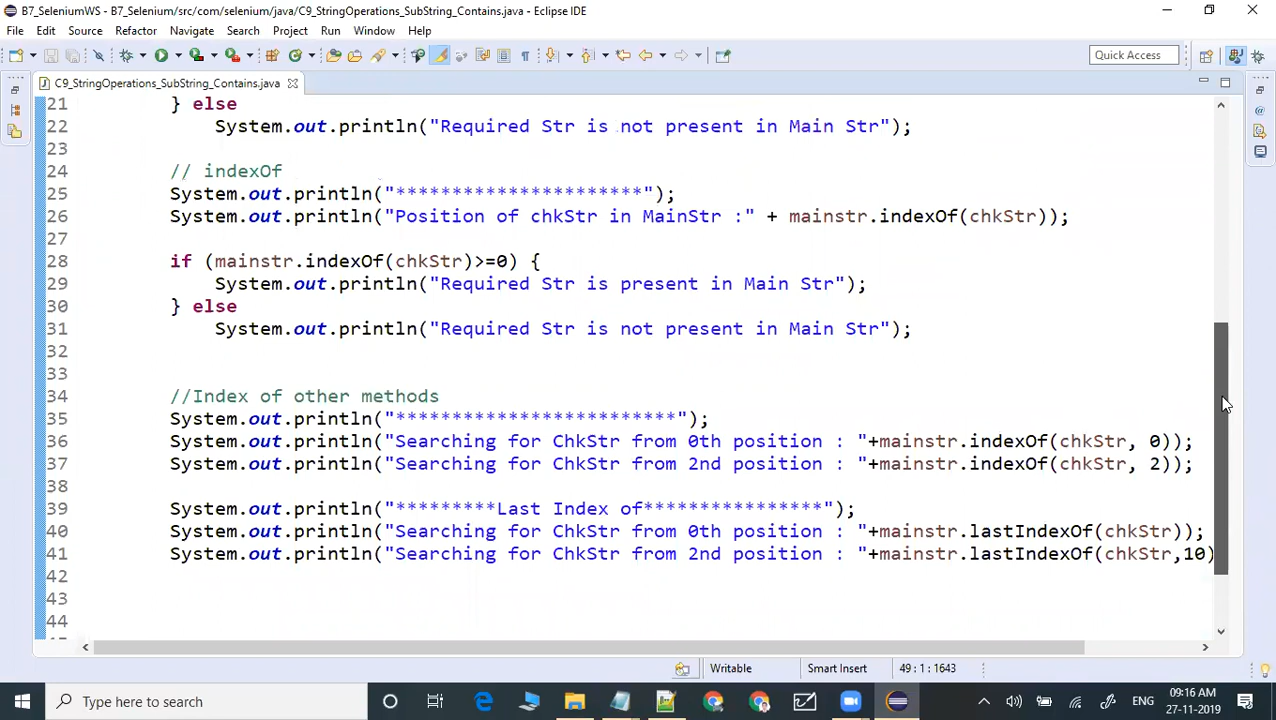 B7_SeleniumWS - B7_Selenium/src/com/selenium/java/C9_StringOperations_SubString_Contains.java - Eclipse IDE
File Edit Source Refactor Navigate Search Project Run Window Help
Quick Access
C9_StringOperations_SubString_Contains.java
21 } else
22 System.out.println("Required Str is not present in Main Str");
23
24 // indexOf
25 System.out.println("**********************");
26 System.out.println("Position of chkStr in MainStr :" + mainstr.indexOf(chkStr));
27
28 if (mainstr.indexOf(chkStr)>=0) {
29 System.out.println("Required Str is present in Main Str");
30 } else
31 System.out.println("Required Str is not present in Main Str");
32
33
34 //Index of other methods
35 System.out.println("*************************");
36 System.out.println("Searching for ChkStr from 0th position : "+mainstr.indexOf(chkStr, 0));
37 System.out.println("Searching for ChkStr from 2nd position : "+mainstr.indexOf(chkStr, 2));
38
39 System.out.println("*********Last Index of****************");
40 System.out.println("Searching for ChkStr from 0th position : "+mainstr.lastIndexOf(chkStr));
41 System.out.println("Searching for ChkStr from 2nd position : "+mainstr.lastIndexOf(chkStr,10)
42
43
44
Writable Smart Insert 49 : 1 : 1643
Type here to search
ENG
09:16 AM
27-11-2019